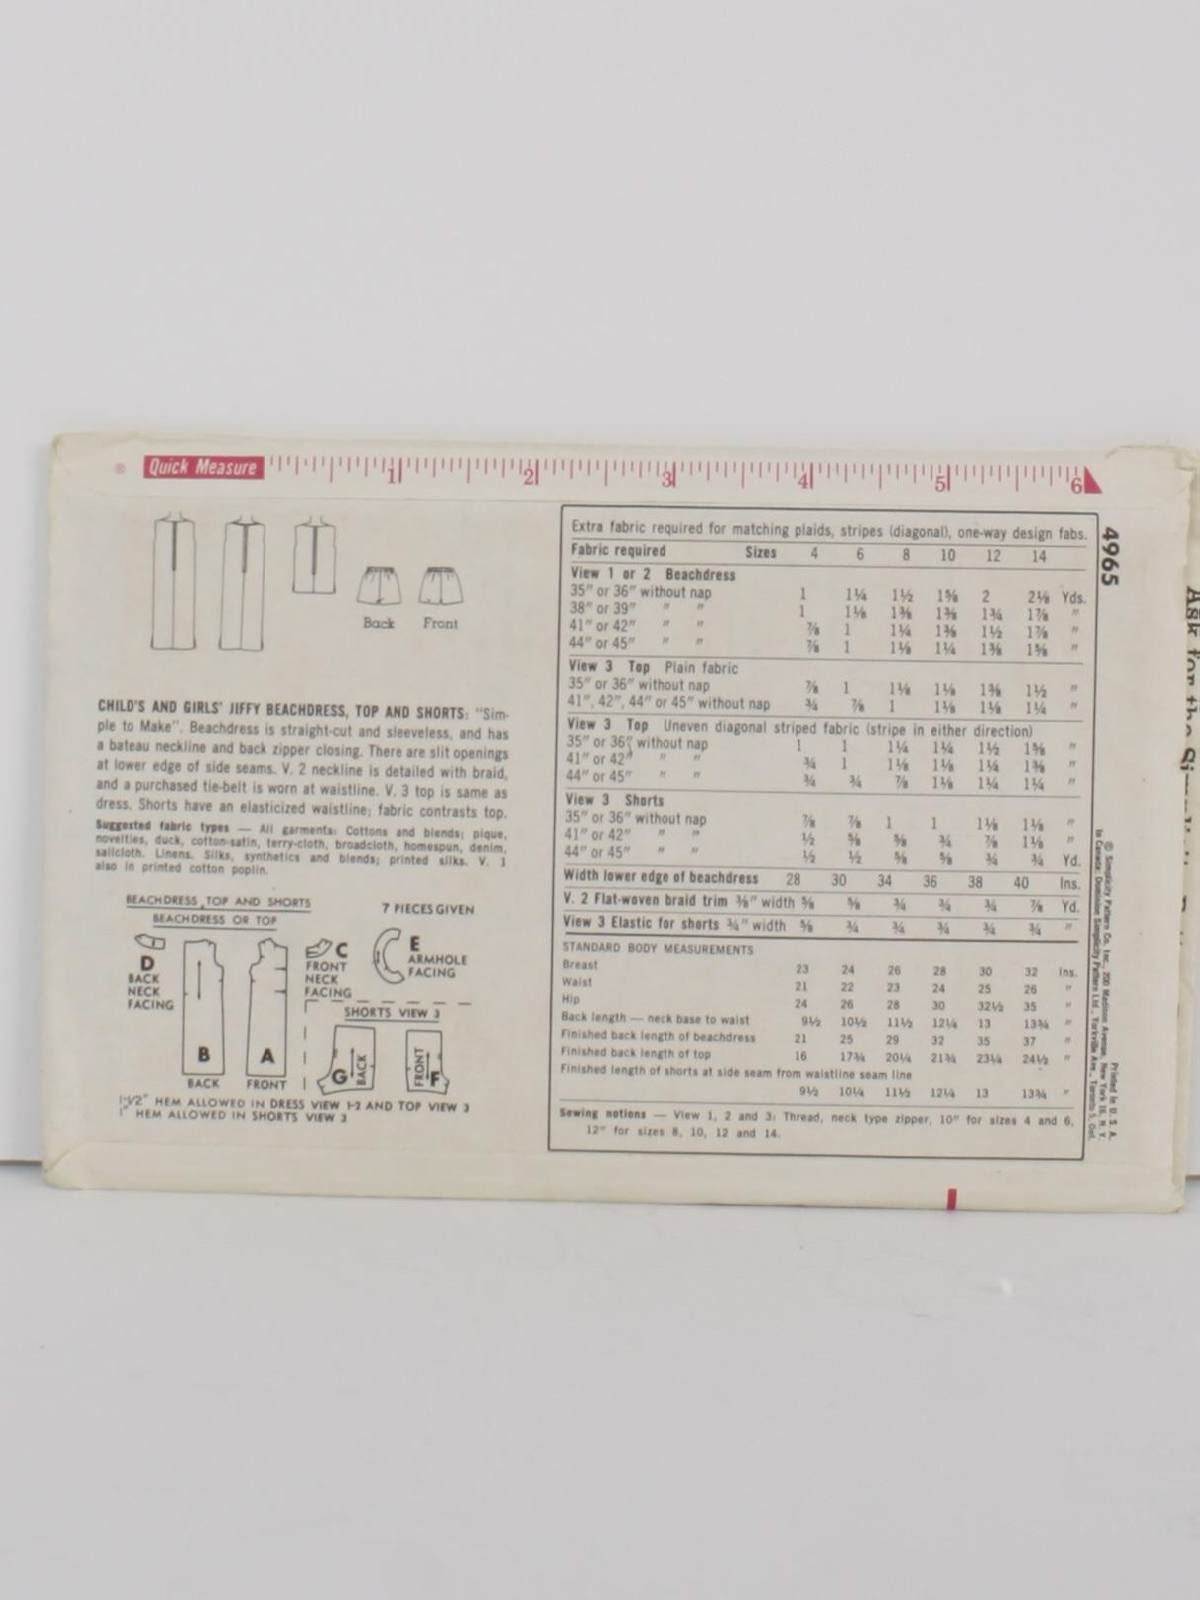 ® Quick Measure 1 2 3 4 5 6
Back Front
CHILD'S AND GIRLS' JIFFY BEACHDRESS, TOP AND SHORTS: "Sim-
ple to Make". Beachdress is straight-cut and sleeveless, and has
a bateau neckline and back zipper closing. There are slit openings
at lower edge of side seams. V. 2 neckline is detailed with braid,
and a purchased tie-belt is worn at waistline. V. 3 top is same as
dress. Shorts have an elasticized waistline; fabric contrasts top.
Suggested fabric types — All garments: Cottons and blends; pique,
novelties, duck, cotton-satin, terry-cloth, broadcloth, homespun, denim,
sailcloth. Linens. Silks, synthetics and blends; printed silks. V. 1
also in printed cotton poplin.
BEACHDRESS, TOP AND SHORTS
BEACHDRESS OR TOP
7 PIECES GIVEN
D
BACK
NECK
FACING
B
BACK
A
FRONT
C
FRONT
NECK
FACING
E
ARMHOLE
FACING
SHORTS VIEW 3
G BACK
FRONT F
1-1/2" HEM ALLOWED IN DRESS VIEW 1-2 AND TOP VIEW 3
1" HEM ALLOWED IN SHORTS VIEW 3
Extra fabric required for matching plaids, stripes (diagonal), one-way design fabs.
Fabric required Sizes 4 6 8 10 12 14
View 1 or 2 Beachdress
35" or 36" without nap 1 1¼ 1½ 1⅝ 2 2⅛ Yds.
38" or 39" " " 1 1⅛ 1⅜ 1⅜ 1¾ 1⅞ "
41" or 42" " " ⅞ 1 1¼ 1⅜ 1½ 1⅞ "
44" or 45" " " ⅞ 1 1⅛ 1¼ 1⅜ 1⅝ "
View 3 Top Plain fabric
35" or 36" without nap ⅞ 1 1⅛ 1⅛ 1⅜ 1½ "
41", 42", 44" or 45" without nap ¾ ⅞ 1 1⅛ 1⅛ 1¼ "
View 3 Top Uneven diagonal striped fabric (stripe in either direction)
35" or 36" without nap 1 1 1¼ 1¼ 1½ 1⅝ "
41" or 42" " " ¾ 1 1⅛ 1⅛ 1¼ 1⅜ "
44" or 45" " " ¾ ¾ ⅞ 1⅛ 1¼ 1¼ "
View 3 Shorts
35" or 36" without nap ⅞ ⅞ 1 1 1⅛ 1⅛ "
41" or 42" " " ½ ⅝ ⅝ ¾ ⅞ 1⅛ "
44" or 45" " " ½ ½ ⅝ ⅝ ¾ ¾ Yd.
Width lower edge of beachdress 28 30 34 36 38 40 Ins.
V. 2 Flat-woven braid trim ⅜" width ⅝ ⅝ ¾ ¾ ¾ ⅞ Yd.
View 3 Elastic for shorts ¾" width ⅝ ¾ ¾ ¾ ¾ ¾ "
STANDARD BODY MEASUREMENTS
Breast 23 24 26 28 30 32 Ins.
Waist 21 22 23 24 25 26 "
Hip 24 26 28 30 32½ 35 "
Back length — neck base to waist 9½ 10½ 11½ 12¼ 13 13¾ "
Finished back length of beachdress 21 25 29 32 35 37 "
Finished back length of top 16 17¾ 20¼ 21¾ 23¼ 24½ "
Finished length of shorts at side seam from waistline seam line
9½ 10¼ 11½ 12¼ 13 13¾ "
Sewing notions — View 1, 2 and 3: Thread, neck type zipper, 10" for sizes 4 and 6,
12" for sizes 8, 10, 12 and 14.
4965
© Simplicity Pattern Co. Inc., 200 Madison Avenue, New York 16, N. Y.
In Canada: Dominion Simplicity Pattern Ltd., Yorkville Ave., Toronto 5, Ont.
Printed in U. S. A.
Ask for the